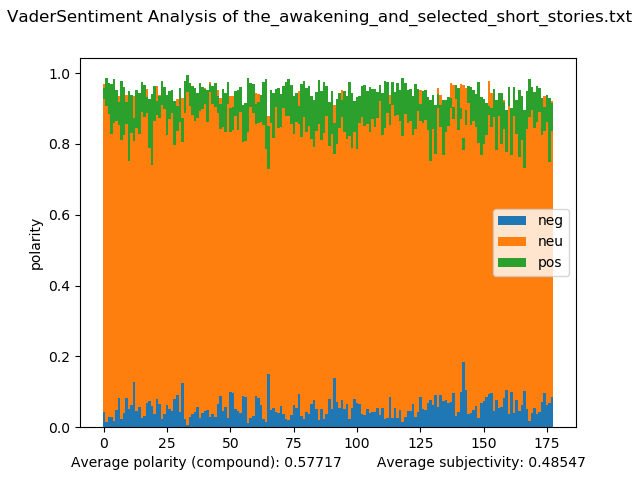 VaderSentiment Analysis of the_awakening_and_selected_short_stories.txt
1.0
0.8
0.6
0.4
0.2
0.0
polarity
neg
neu
pos
0 25 50 75 100 125 150 175
Average polarity (compound): 0.57717 Average subjectivity: 0.48547